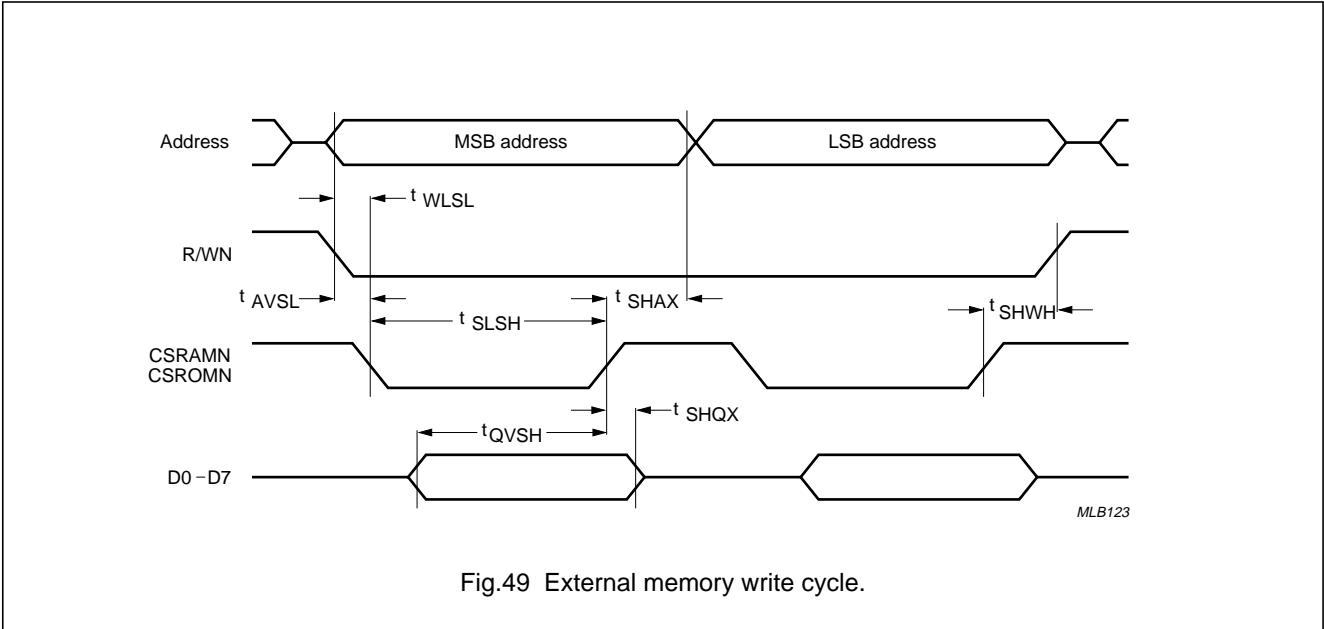 Address
MSB address
LSB address
t WLSL
R/WN
t AVSL
t SHAX
t SLSH
t SHWH
CSRAMN
CSROMN
t SHQX
tQVSH
D0–D7
MLB123
Fig.49 External memory write cycle.